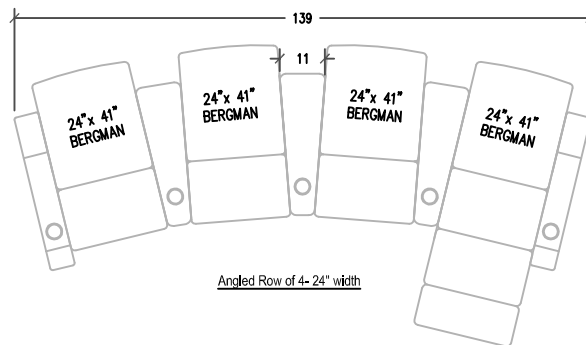 139
11
24"x 41"
BERGMAN
24"x 41"
BERGMAN
24"x 41"
BERGMAN
24"x 41"
BERGMAN
Angled Row of 4- 24" width